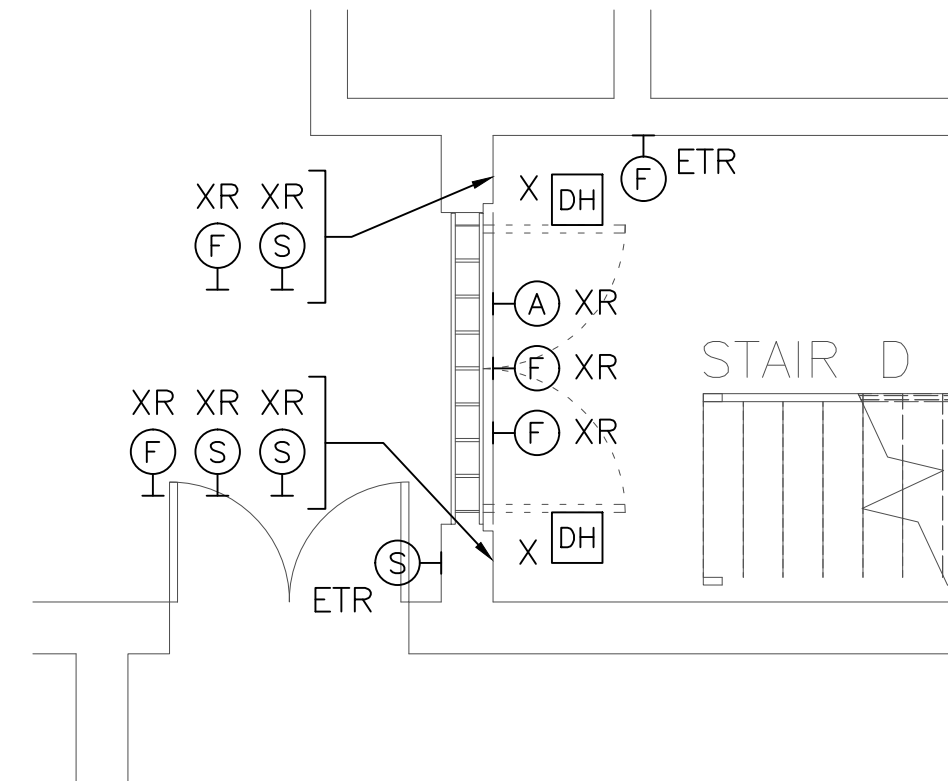 X DH F ETR
XR XR
F S
A XR
F XR
STAIR D
XR XR XR
F S S
F XR
X DH
S
ETR